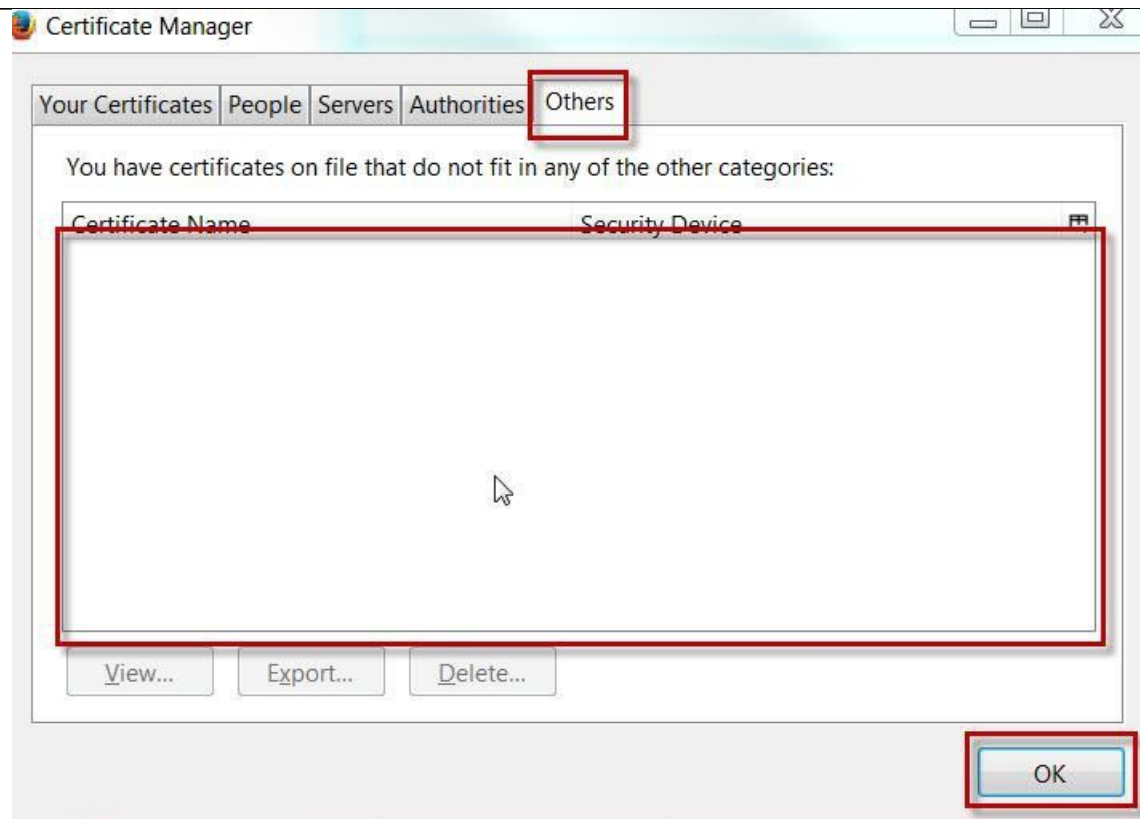 Certificate Manager
Your Certificates People Servers Authorities Others
You have certificates on file that do not fit in any of the other categories:
Certificate Name Security Device
View... Export... Delete...
OK